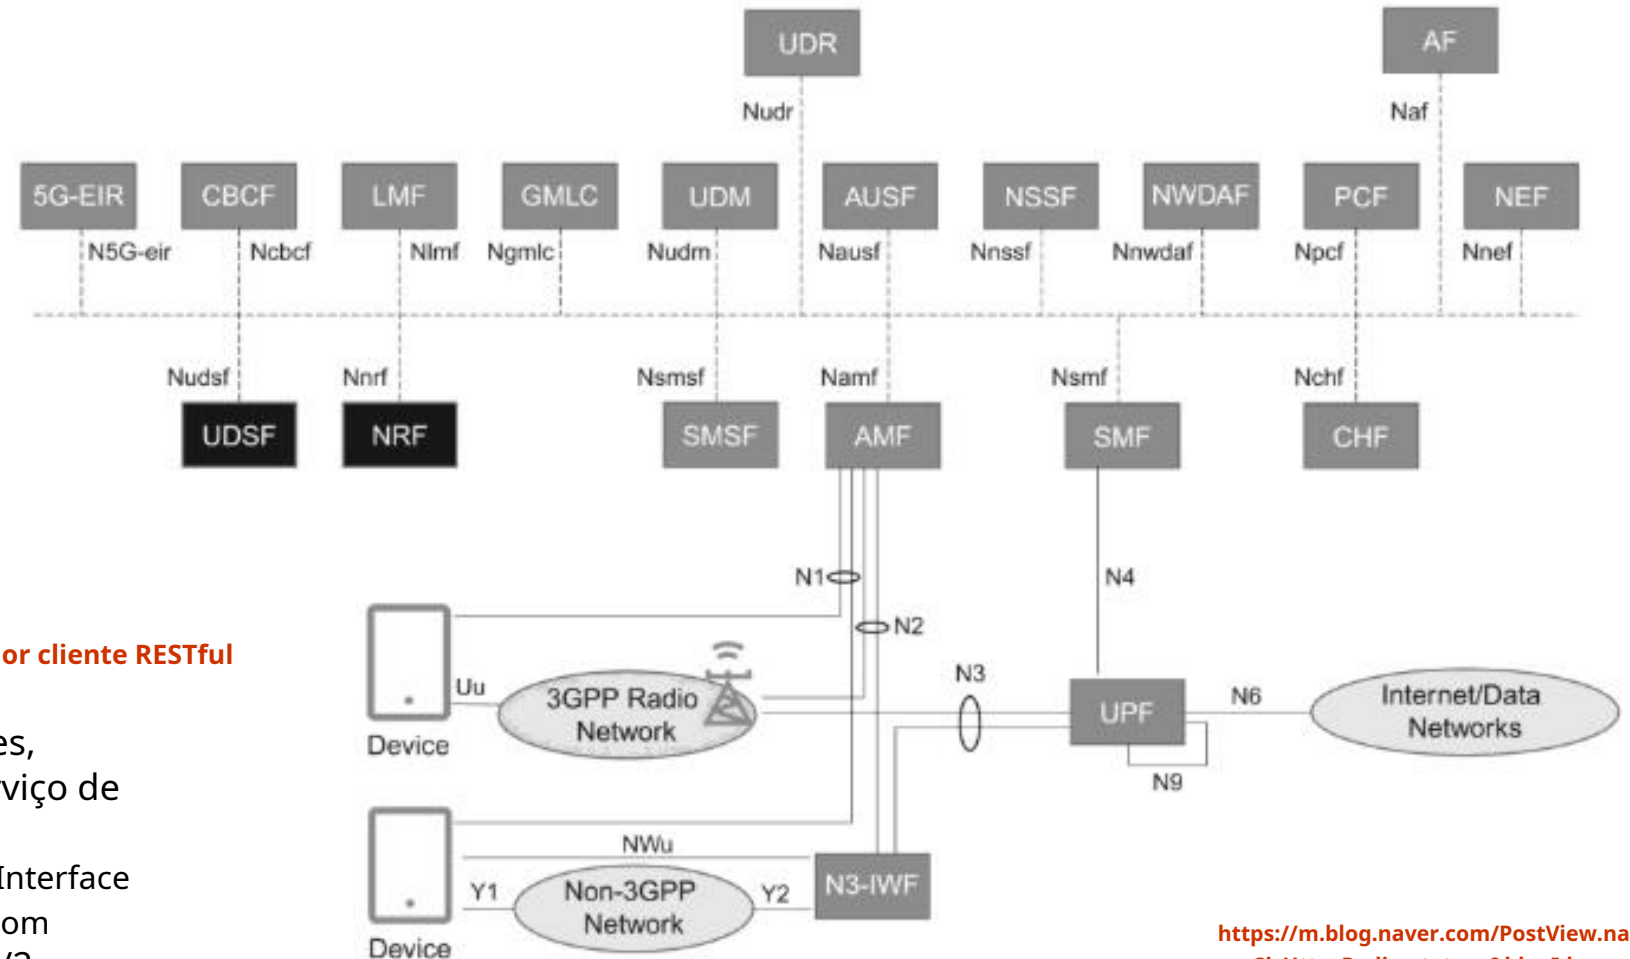 UDR
AF
Nudr
Naf
5G-EIR
CBCF
LMF
GMLC
UDM
AUSF
NSSF
NWDAF
PCF
NEF
N5G-eir
Ncbcf
Nlmf
Ngmlc
Nudm
Nausf
Nnssf
Nnwdaf
Npcf
Nnef
Nudsf
Nnrf
Nsmsf
Namf
Nsmf
Nchf
UDSF
NRF
SMSF
AMF
SMF
CHF
N1
N4
N2
or cliente RESTful
Uu
3GPP Radio
Network
N3
UPF
N6
Internet/Data
Networks
Device
es,
viço de
N9
NWu
Interface
Y1
Non-3GPP
Network
Y2
N3-IWF
om
Device
https://m.blog.naver.com/PostView.na